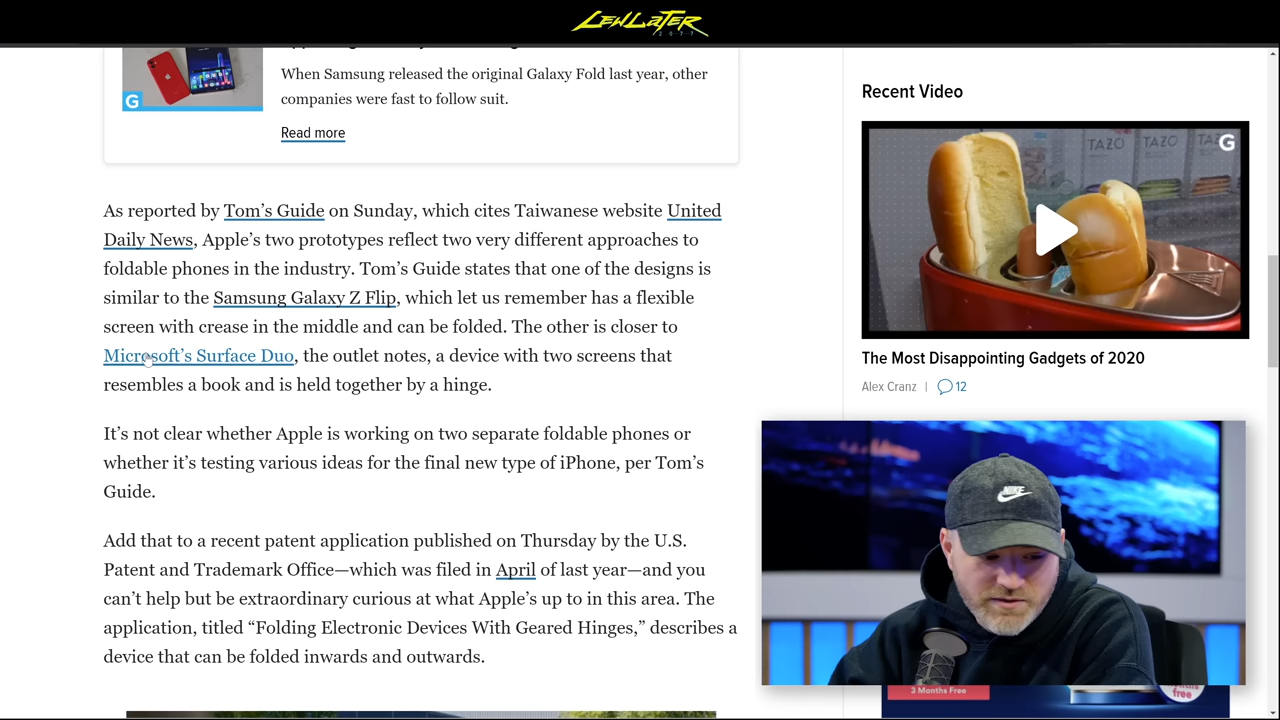 LEWLATER
2077
When Samsung released the original Galaxy Fold last year, other
companies were fast to follow suit.
G
Read more
As reported by Tom’s Guide on Sunday, which cites Taiwanese website United
Daily News, Apple’s two prototypes reflect two very different approaches to
foldable phones in the industry. Tom’s Guide states that one of the designs is
similar to the Samsung Galaxy Z Flip, which let us remember has a flexible
screen with crease in the middle and can be folded. The other is closer to
Microsoft’s Surface Duo, the outlet notes, a device with two screens that
resembles a book and is held together by a hinge.
It’s not clear whether Apple is working on two separate foldable phones or
whether it’s testing various ideas for the final new type of iPhone, per Tom’s
Guide.
Add that to a recent patent application published on Thursday by the U.S.
Patent and Trademark Office—which was filed in April of last year—and you
can’t help but be extraordinary curious at what Apple’s up to in this area. The
application, titled “Folding Electronic Devices With Geared Hinges,” describes a
device that can be folded inwards and outwards.
Recent Video
TAZO
TAZO
G
The Most Disappointing Gadgets of 2020
Alex Cranz | 12
NIKE
3 Months Free
free